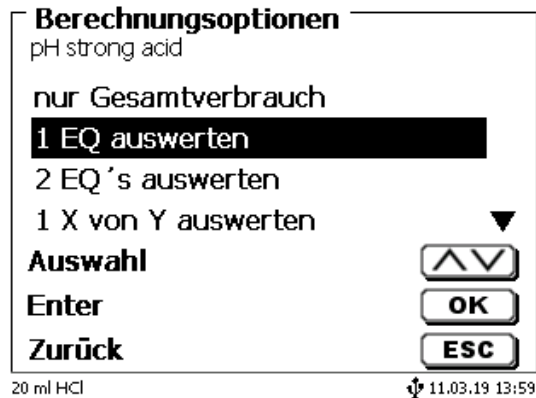 Berechnungsoptionen
pH strong acid
nur Gesamtverbrauch
1 EQ auswerten
2 EQ´s auswerten
1 X von Y auswerten
Auswahl
Enter OK
Zurück ESC
20 ml HCl 11.03.19 13:59